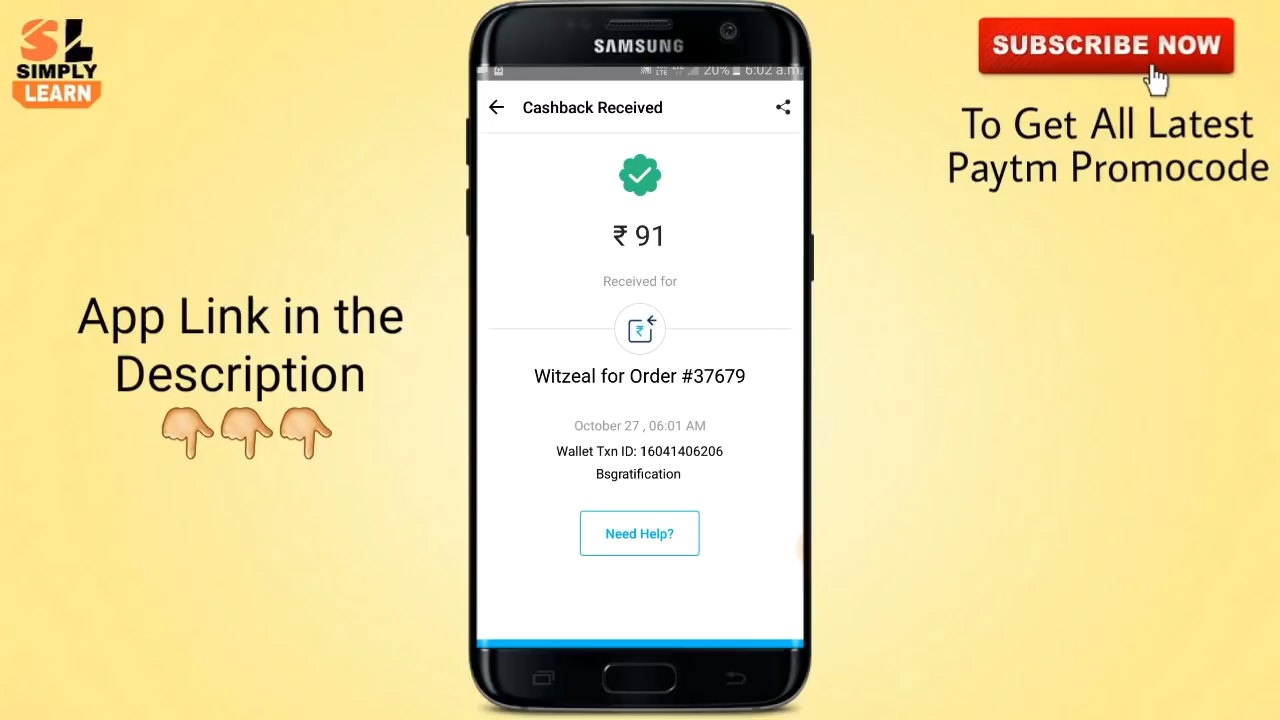 SL
SIMPLY
LEARN
SAMSUNG
20% 6:02 a.m.
Cashback Received
₹ 91
Received for
₹
Witzeal for Order #37679
October 27 , 06:01 AM
Wallet Txn ID: 16041406206
Bsgratification
Need Help?
App Link in the
Description
SUBSCRIBE NOW
To Get All Latest
Paytm Promocode